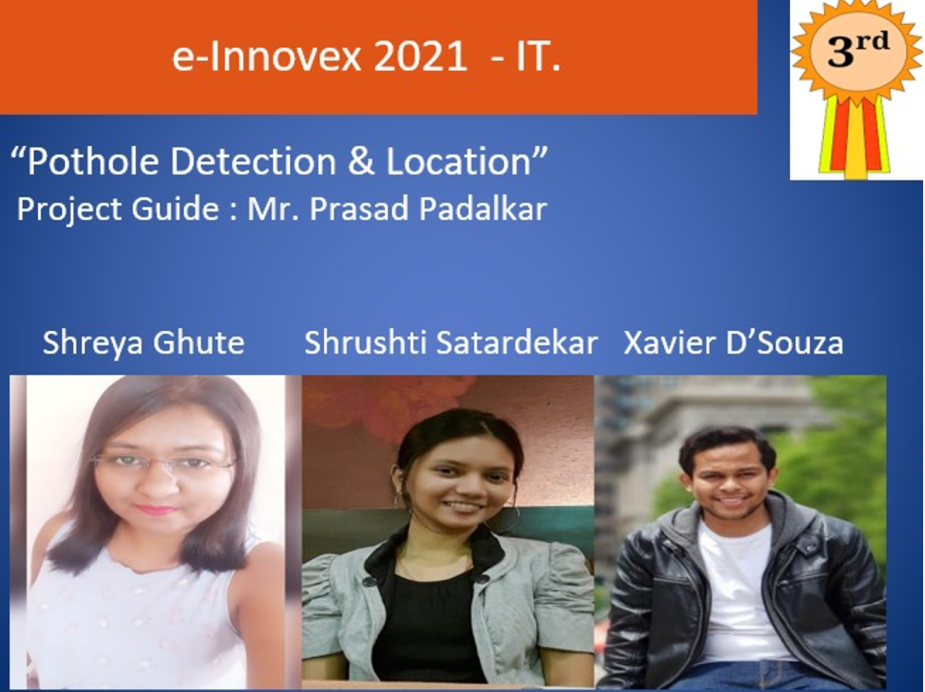 e-Innovex 2021 - IT.
3rd
“Pothole Detection & Location”
Project Guide : Mr. Prasad Padalkar
Shreya Ghute Shrushti Satardekar Xavier D’Souza